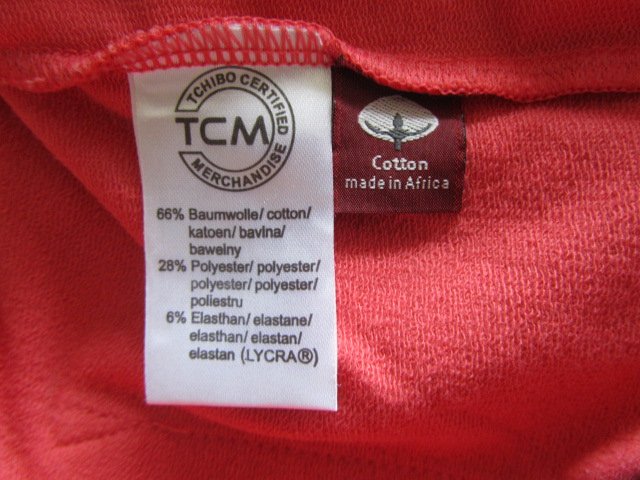 TCHIBO CERTIFIED
TCM
MERCHANDISE
66% Baumwolle/ cotton/
katoen/ bavlna/
bawełny
28% Polyester/ polyester/
polyester/ polyester/
poliestru
6% Elasthan/ elastane/
elasthan/ elastan/
elastan (LYCRA®)
Cotton
made in Africa